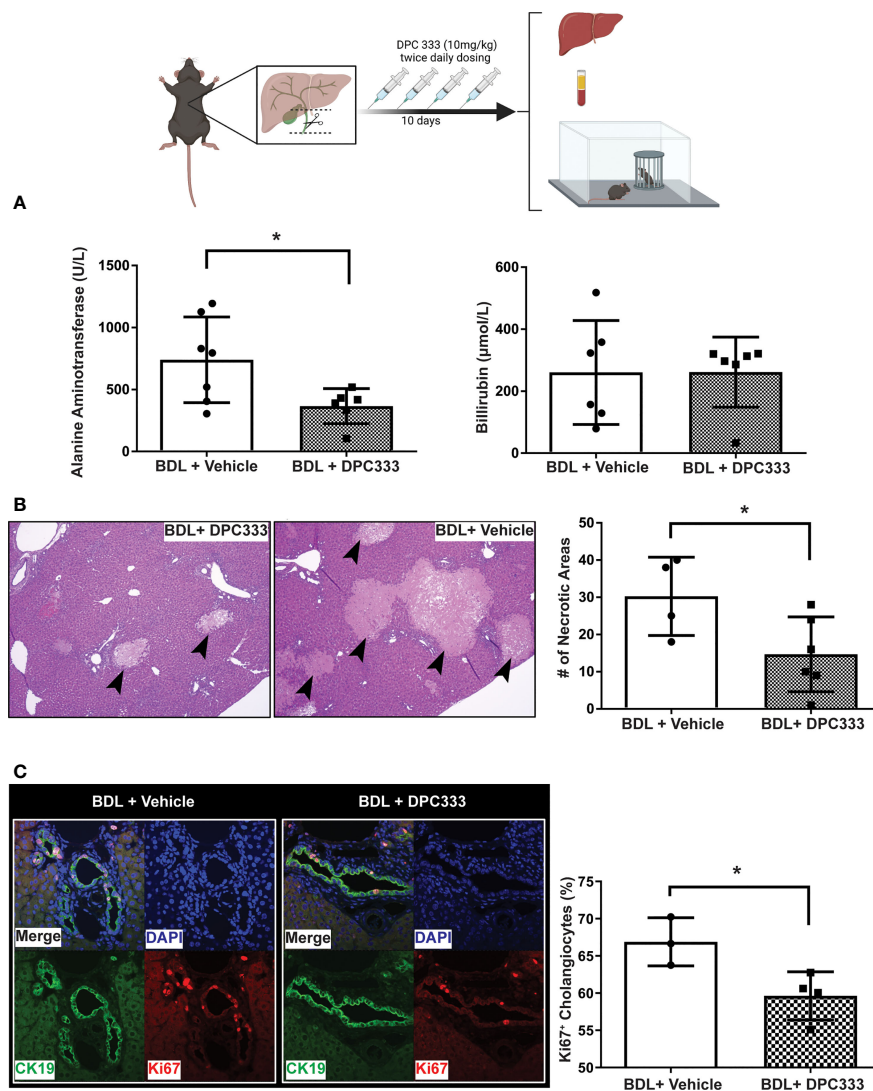 DPC 333 (10mg/kg)
twice daily dosing
10 days
A
Alanine Aminotransferase (U/L)
1500
1000
500
0
*
BDL + Vehicle
BDL + DPC333
Billirubin (µmol/L)
600
400
200
0
BDL + Vehicle
BDL + DPC333
B
BDL+ DPC333
BDL+ Vehicle
# of Necrotic Areas
50
40
30
20
10
0
*
BDL + Vehicle
BDL+ DPC333
C
BDL + Vehicle
BDL + DPC333
Merge
DAPI
CK19
Ki67
Merge
DAPI
CK19
Ki67
Ki67+ Cholangiocytes (%)
75
70
65
60
55
50
*
BDL+ Vehicle
BDL+ DPC333